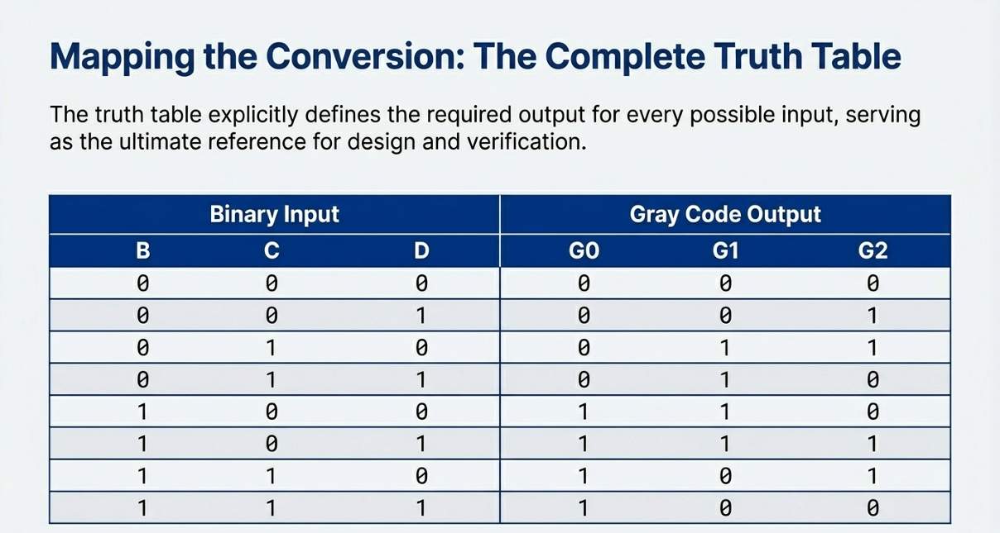 Mapping the Conversion: The Complete Truth Table
The truth table explicitly defines the required output for every possible input, serving
as the ultimate reference for design and verification.
Binary Input Gray Code Output
B C D G0 G1 G2
0 0 0 0 0 0
0 0 1 0 0 1
0 1 0 0 1 1
0 1 1 0 1 0
1 0 0 1 1 0
1 0 1 1 1 1
1 1 0 1 0 1
1 1 1 1 0 0